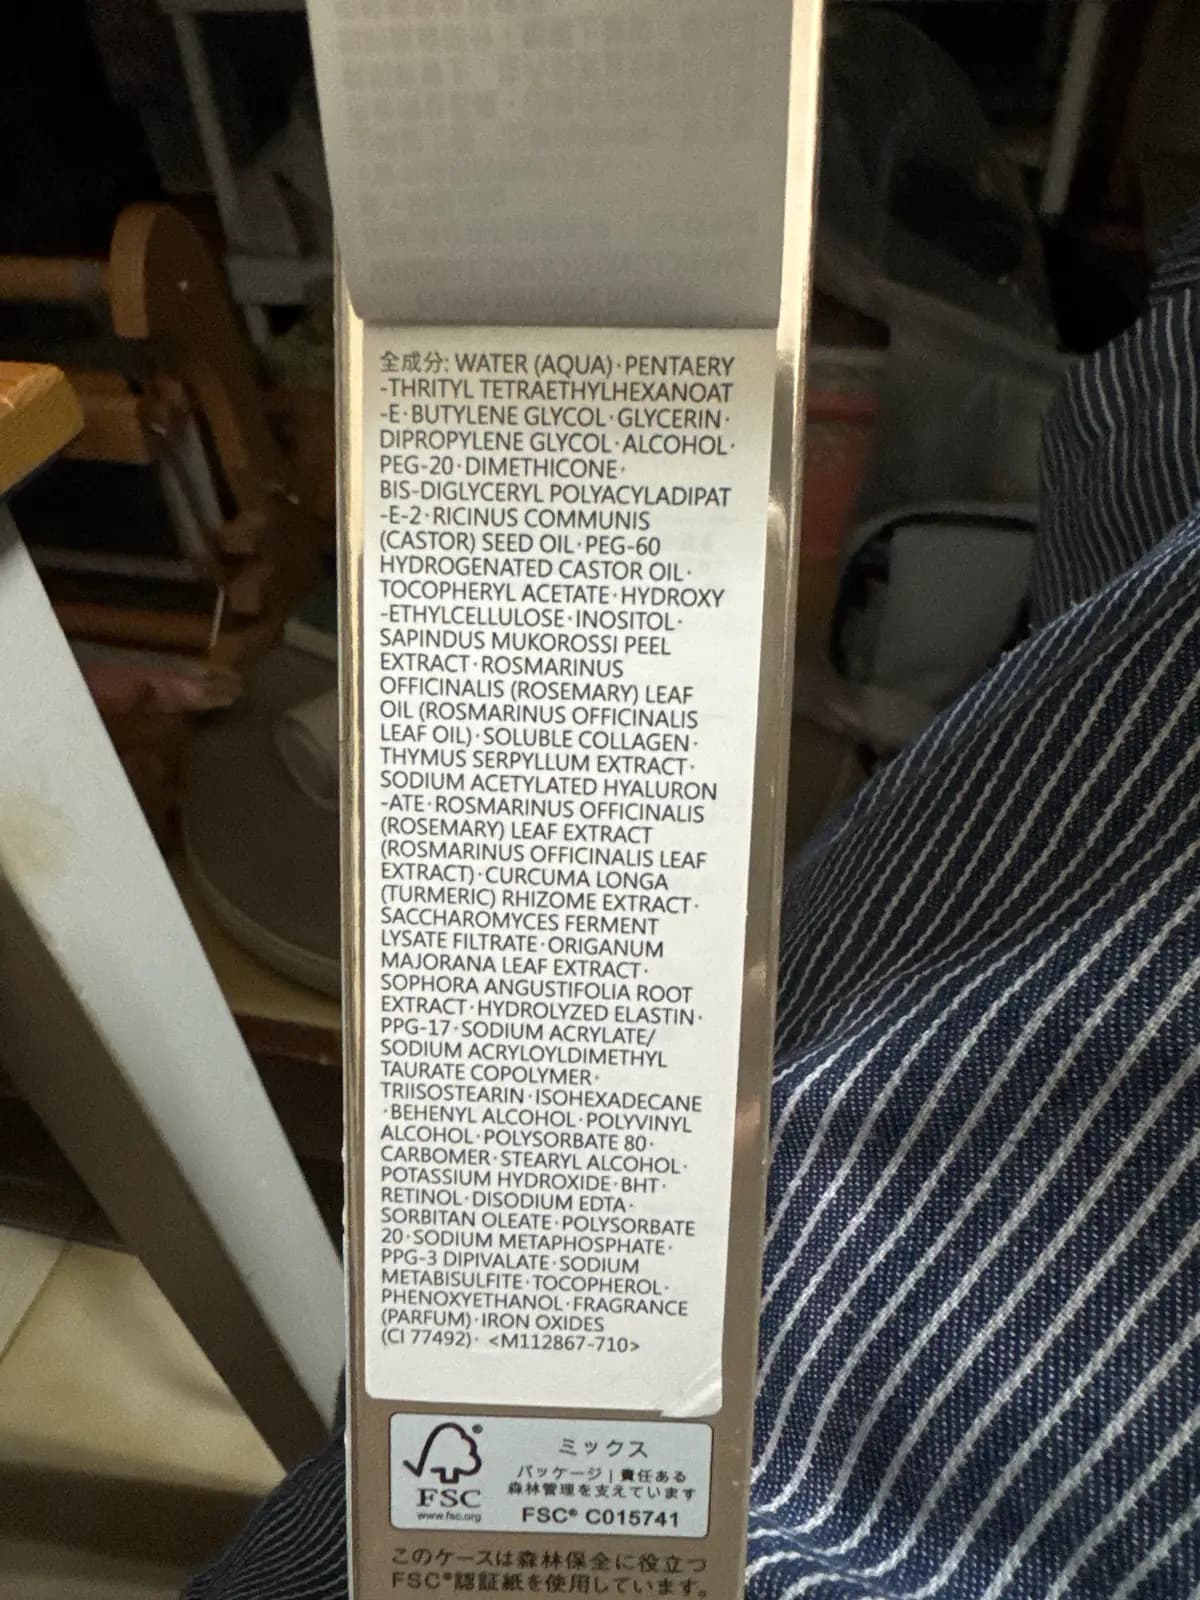 全成分: WATER (AQUA)･PENTAERY
-THRITYL TETRAETHYLHEXANOAT
-E･BUTYLENE GLYCOL･GLYCERIN･
DIPROPYLENE GLYCOL･ALCOHOL･
PEG-20･DIMETHICONE･
BIS-DIGLYCERYL POLYACYLADIPAT
-E-2･RICINUS COMMUNIS
(CASTOR) SEED OIL･PEG-60
HYDROGENATED CASTOR OIL･
TOCOPHERYL ACETATE･HYDROXY
-ETHYLCELLULOSE･INOSITOL･
SAPINDUS MUKOROSSI PEEL
EXTRACT･ROSMARINUS
OFFICINALIS (ROSEMARY) LEAF
OIL (ROSMARINUS OFFICINALIS
LEAF OIL)･SOLUBLE COLLAGEN･
THYMUS SERPYLLUM EXTRACT･
SODIUM ACETYLATED HYALURON
-ATE･ROSMARINUS OFFICINALIS
(ROSEMARY) LEAF EXTRACT
(ROSMARINUS OFFICINALIS LEAF
EXTRACT)･CURCUMA LONGA
(TURMERIC) RHIZOME EXTRACT･
SACCHAROMYCES FERMENT
LYSATE FILTRATE･ORIGANUM
MAJORANA LEAF EXTRACT･
SOPHORA ANGUSTIFOLIA ROOT
EXTRACT･HYDROLYZED ELASTIN･
PPG-17･SODIUM ACRYLATE/
SODIUM ACRYLOYLDIMETHYL
TAURATE COPOLYMER･
TRIISOSTEARIN･ISOHEXADECANE
･BEHENYL ALCOHOL･POLYVINYL
ALCOHOL･POLYSORBATE 80･
CARBOMER･STEARYL ALCOHOL･
POTASSIUM HYDROXIDE･BHT･
RETINOL･DISODIUM EDTA･
SORBITAN OLEATE･POLYSORBATE
20･SODIUM METAPHOSPHATE･
PPG-3 DIPIVALATE･SODIUM
METABISULFITE･TOCOPHEROL･
PHENOXYETHANOL･FRAGRANCE
(PARFUM)･IRON OXIDES
(CI 77492)･ <M112867-710>
FSC
www.fsc.org
ミックス
パッケージ | 責任ある
森林管理を支えています
FSC® C015741
このケースは森林保全に役立つ
FSC®認証紙を使用しています。